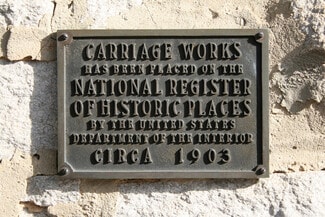 CARRIAGE WORKS
HAS BEEN PLACED ON THE
NATIONAL REGISTER
OF HISTORIC PLACES
BY THE UNITED STATES
DEPARTMENT OF THE INTERIOR
CIRCA 1903